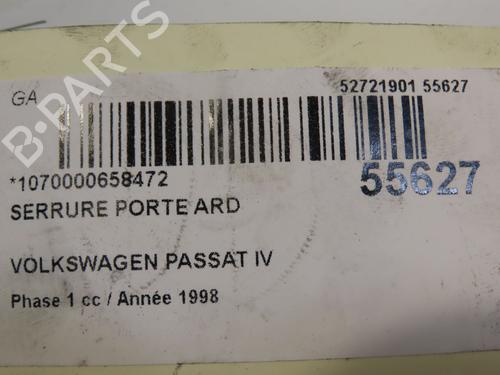 GA
52721901 55627
B-PARTS
*1070000658472
55627
SERRURE PORTE ARD
VOLKSWAGEN PASSAT IV
Phase 1 cc / Année 1998